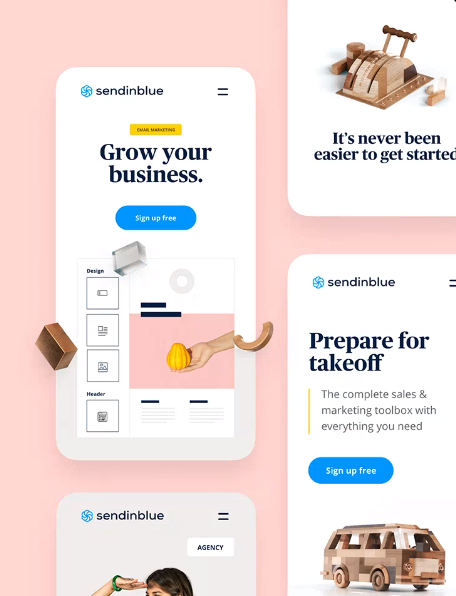 sendinblue
EMAIL MARKETING
Grow your
business.
Sign up free
Design
Header
It's never been
easier to get started
sendinblue
Prepare for
takeoff
The complete sales &
marketing toolbox with
everything you need
Sign up free
sendinblue
AGENCY